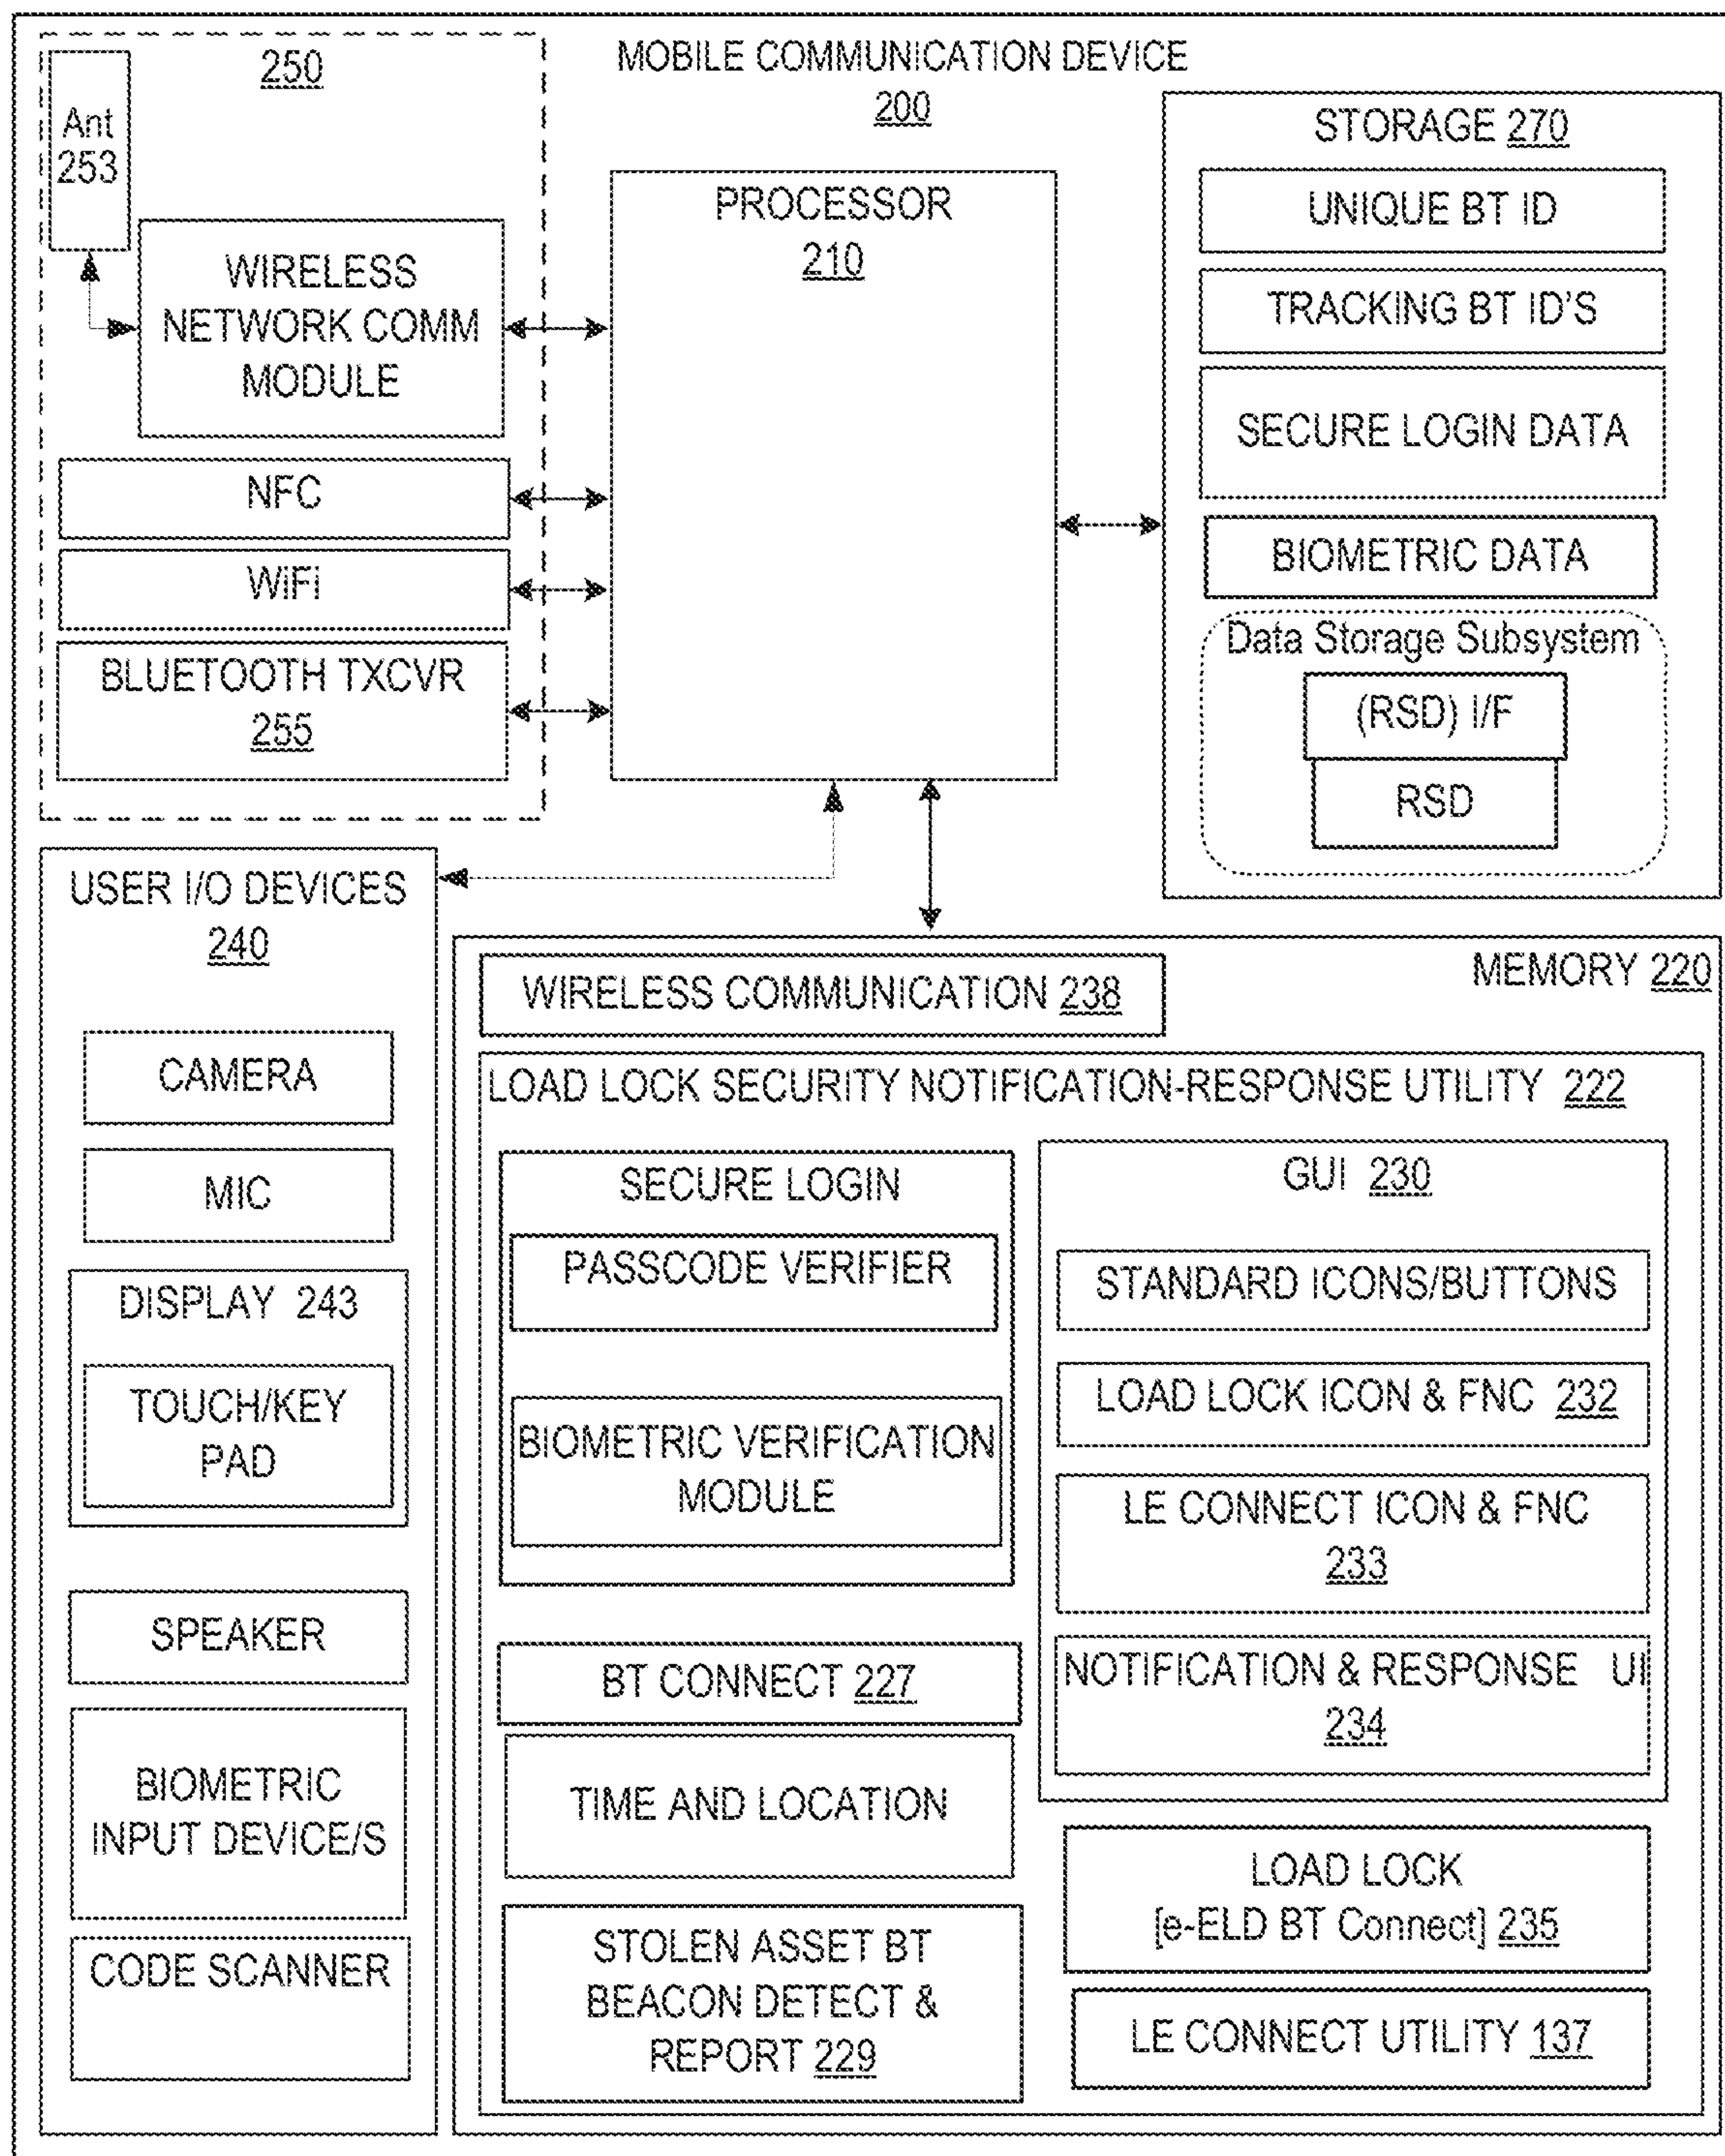 MOBILE COMMUNICATION DEVICE
200
250
Ant
253
WIRELESS
NETWORK COMM
MODULE
NFC
WiFi
BLUETOOTH TXCVR
255
PROCESSOR
210
STORAGE 270
UNIQUE BT ID
TRACKING BT ID'S
SECURE LOGIN DATA
BIOMETRIC DATA
Data Storage Subsystem
(RSD) I/F
RSD
USER I/O DEVICES
240
CAMERA
MIC
DISPLAY 243
TOUCH/KEY
PAD
SPEAKER
BIOMETRIC
INPUT DEVICE/S
CODE SCANNER
MEMORY 220
WIRELESS COMMUNICATION 238
LOAD LOCK SECURITY NOTIFICATION-RESPONSE UTILITY 222
SECURE LOGIN
PASSCODE VERIFIER
BIOMETRIC VERIFICATION
MODULE
BT CONNECT 227
TIME AND LOCATION
STOLEN ASSET BT
BEACON DETECT &
REPORT 229
GUI 230
STANDARD ICONS/BUTTONS
LOAD LOCK ICON & FNC 232
LE CONNECT ICON & FNC
233
NOTIFICATION & RESPONSE UI
234
LOAD LOCK
[e-ELD BT Connect] 235
LE CONNECT UTILITY 137